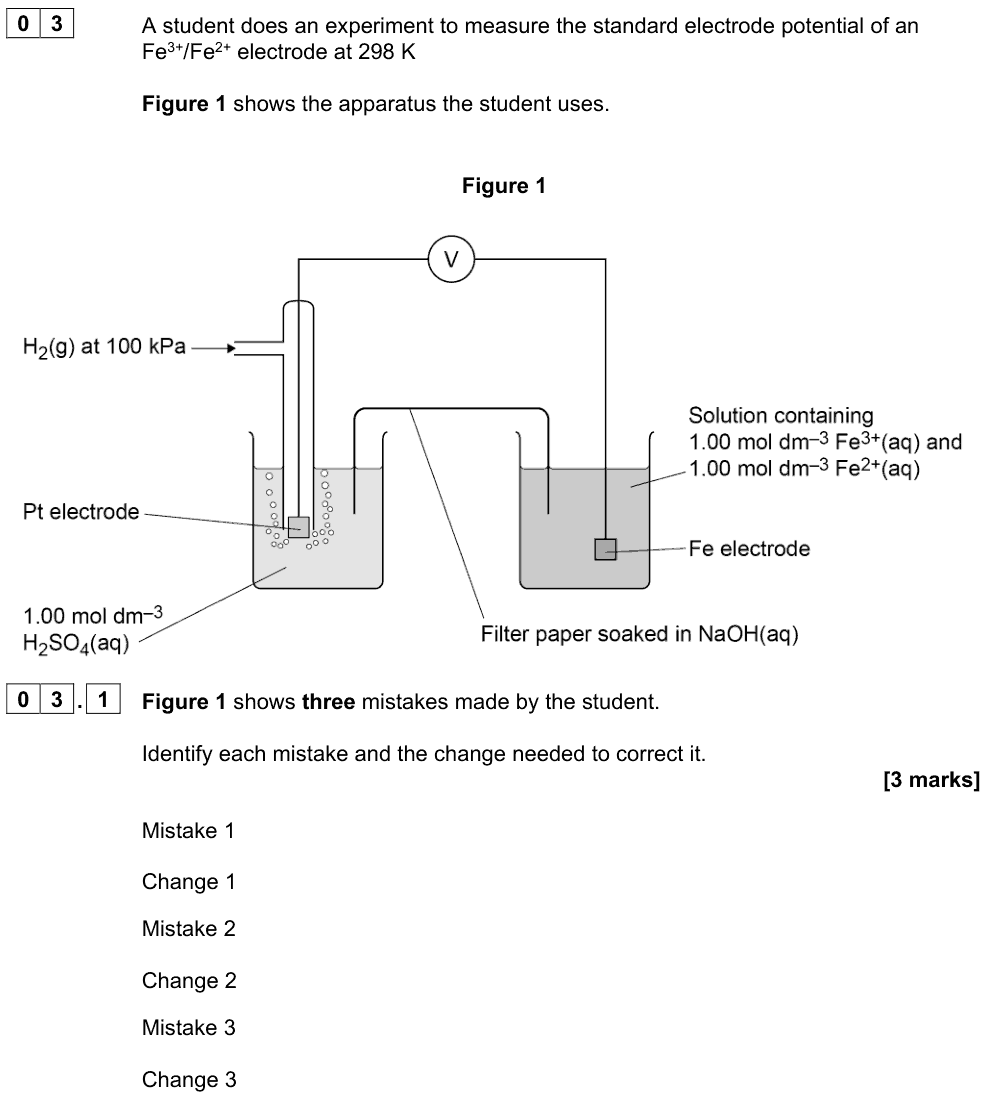 0 3 A student does an experiment to measure the standard electrode potential of an
Fe³⁺/Fe²⁺ electrode at 298 K
Figure 1 shows the apparatus the student uses.
Figure 1
V
H₂(g) at 100 kPa
Solution containing
1.00 mol dm⁻³ Fe³⁺(aq) and
1.00 mol dm⁻³ Fe²⁺(aq)
Pt electrode
Fe electrode
1.00 mol dm⁻³
H₂SO₄(aq)
Filter paper soaked in NaOH(aq)
0 3 . 1 Figure 1 shows three mistakes made by the student.
Identify each mistake and the change needed to correct it.
[3 marks]
Mistake 1
Change 1
Mistake 2
Change 2
Mistake 3
Change 3